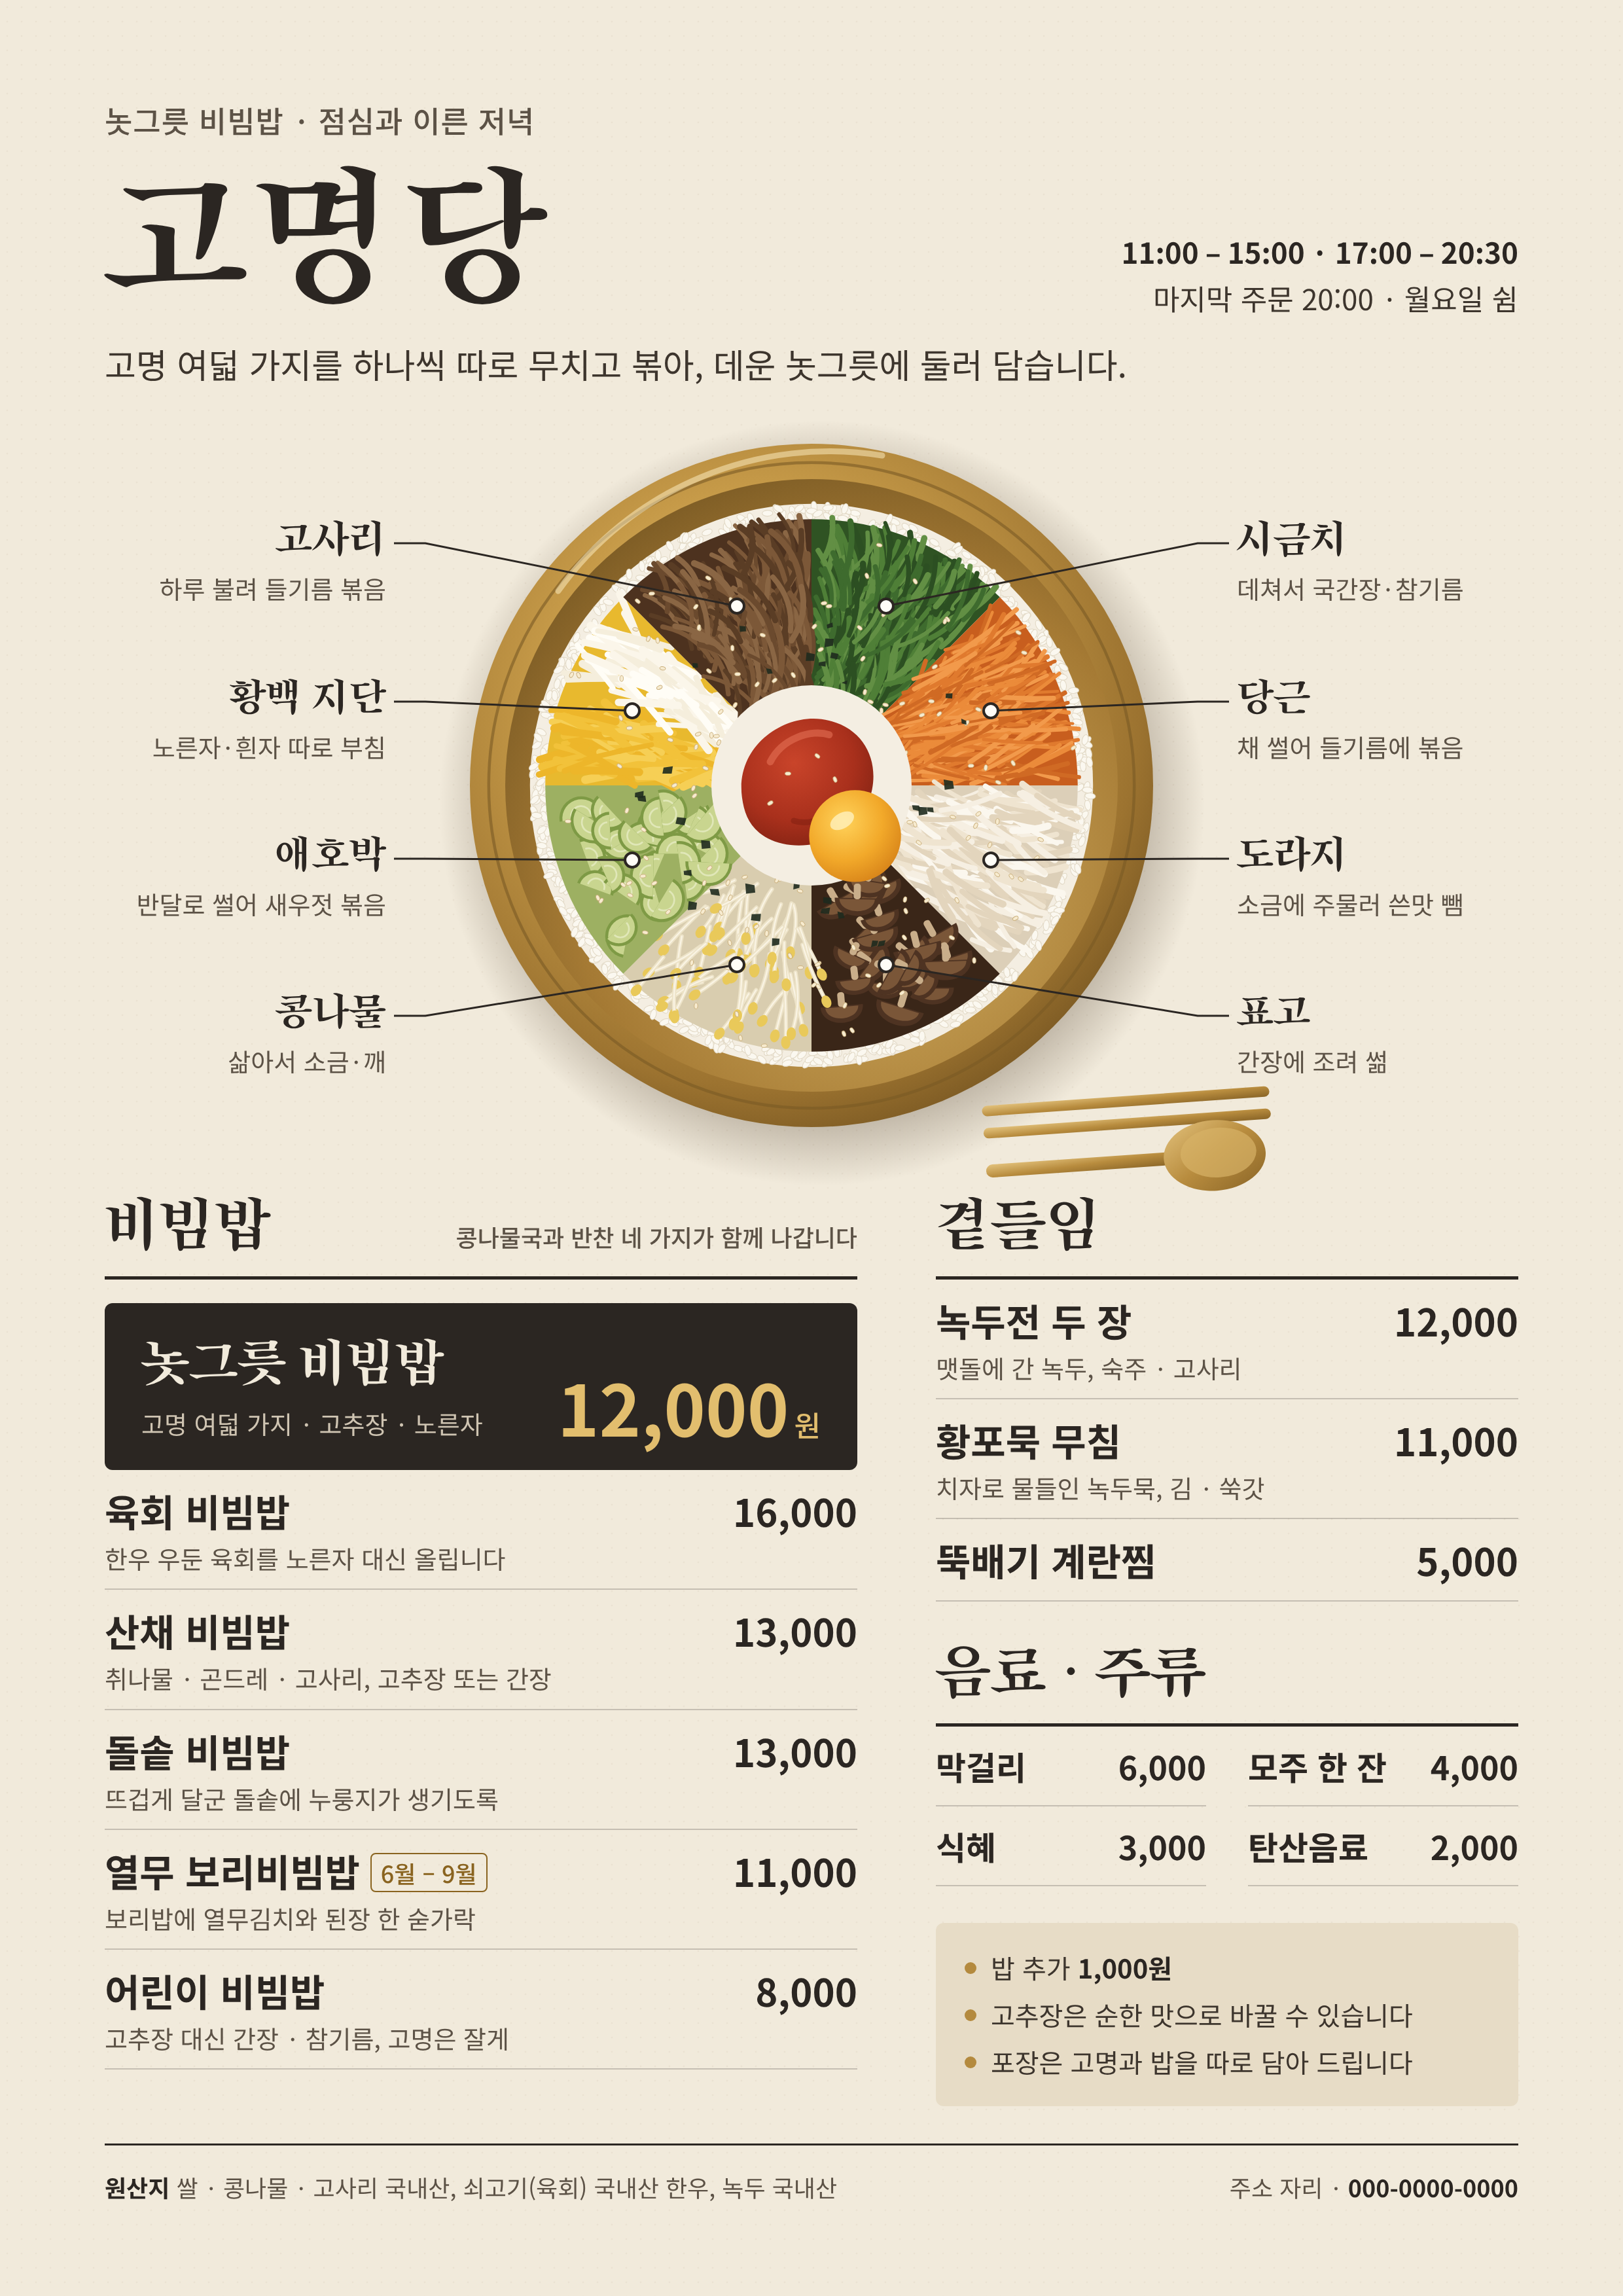 놋그릇 비빔밥 · 점심과 이른 저녁
고명당
11:00 – 15:00 · 17:00 – 20:30
마지막 주문 20:00 · 월요일 쉼
고명 여덟 가지를 하나씩 따로 무치고 볶아, 데운 놋그릇에 둘러 담습니다.
고사리
하루 불려 들기름 볶음
황백 지단
노른자·흰자 따로 부침
애호박
반달로 썰어 새우젓 볶음
콩나물
삶아서 소금·깨
시금치
데쳐서 국간장·참기름
당근
채 썰어 들기름에 볶음
도라지
소금에 주물러 쓴맛 뺌
표고
간장에 조려 썲
비빔밥
콩나물국과 반찬 네 가지가 함께 나갑니다
놋그릇 비빔밥
고명 여덟 가지 · 고추장 · 노른자
12,000원
육회 비빔밥 16,000
한우 우둔 육회를 노른자 대신 올립니다
산채 비빔밥 13,000
취나물 · 곤드레 · 고사리, 고추장 또는 간장
돌솥 비빔밥 13,000
뜨겁게 달군 돌솥에 누룽지가 생기도록
열무 보리비빔밥 6월 – 9월 11,000
보리밥에 열무김치와 된장 한 숟가락
어린이 비빔밥 8,000
고추장 대신 간장 · 참기름, 고명은 잘게
곁들임
녹두전 두 장 12,000
맷돌에 간 녹두, 숙주 · 고사리
황포묵 무침 11,000
치자로 물들인 녹두묵, 김 · 쑥갓
뚝배기 계란찜 5,000
음료 · 주류
막걸리 6,000 모주 한 잔 4,000
식혜 3,000 탄산음료 2,000
밥 추가 1,000원
고추장은 순한 맛으로 바꿀 수 있습니다
포장은 고명과 밥을 따로 담아 드립니다
원산지 쌀 · 콩나물 · 고사리 국내산, 쇠고기(육회) 국내산 한우, 녹두 국내산
주소 자리 · 000-0000-0000